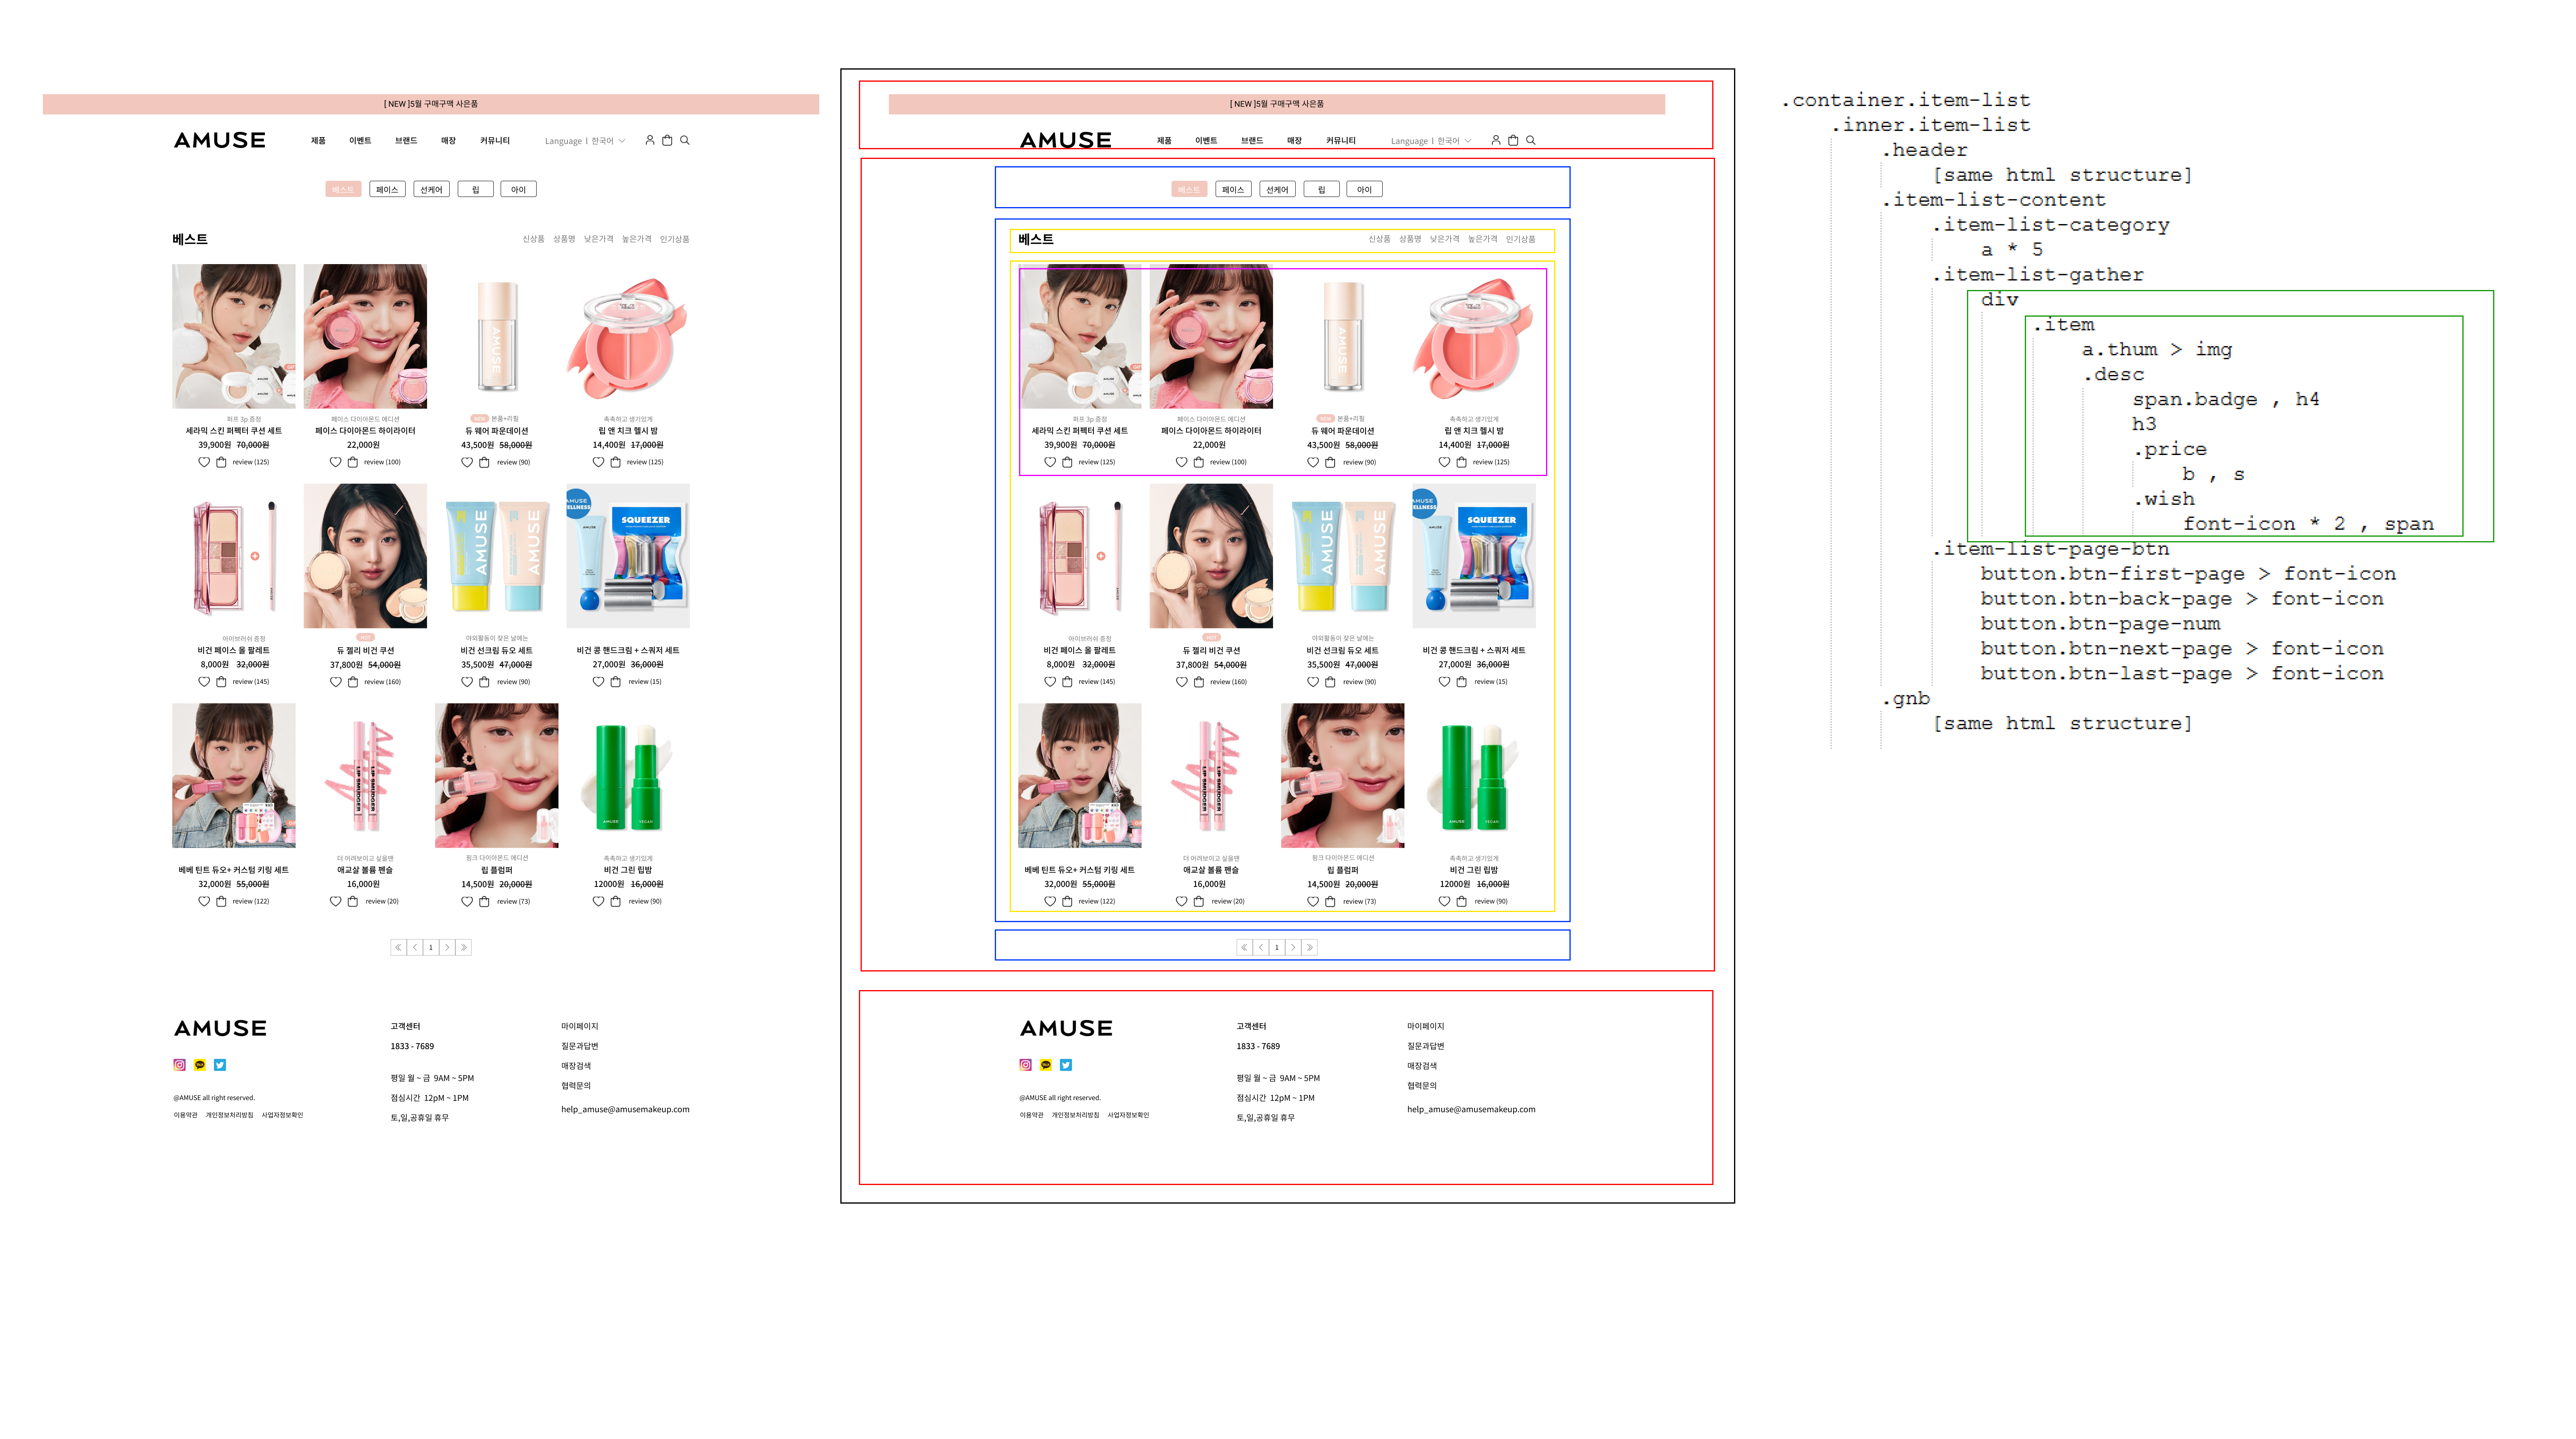 [ NEW ]5월 구매구맥 사은품
AMUSE 제품 이벤트 브랜드 매장 커뮤니티 Language | 한국어
베스트 페이스 선케어 립 아이
베스트 신상품 상품명 낮은가격 높은가격 인기상품
AMUSE
퍼프 3p 증정 페이스 다이아몬드 에디션 NEW 본품+리필 촉촉하고 생기있게
세라믹 스킨 퍼펙터 쿠션 세트 페이스 다이아몬드 하이라이터 듀 웨어 파운데이션 립 앤 치크 헬시 밤
39,900원 70,000원 22,000원 43,500원 58,000원 14,400원 17,000원
review (125) review (100) review (90) review (125)
AMUSE AMUSE SQUEEZER
아이브러쉬 증정 HOT 야외활동이 잦은 날에는
비건 페이스 올 팔레트 듀 젤리 비건 쿠션 비건 선크림 듀오 세트 비건 콩 핸드크림 + 스쿼저 세트
8,000원 32,000원 37,800원 54,000원 35,500원 47,000원 27,000원 36,000원
review (145) review (160) review (90) review (15)
LIP SMUDGER LIP SMUDGER AMUSE VEGAN
더 어려보이고 싶을땐 핑크 다이아몬드 에디션 촉촉하고 생기있게
베베 틴트 듀오+ 커스텀 키링 세트 애교살 볼륨 펜슬 립 플럼퍼 비건 그린 립밤
32,000원 55,000원 16,000원 14,500원 20,000원 12000원 16,000원
review (122) review (20) review (73) review (90)
1
AMUSE 고객센터 마이페이지
1833 - 7689 질문과답변
매장검색
평일 월 ~ 금 9AM ~ 5PM 협력문의
@AMUSE all right reserved. 점심시간 12pM ~ 1PM
help_amuse@amusemakeup.com
이용약관 개인정보처리방침 사업자정보확인 토,일,공휴일 휴무
[ NEW ]5월 구매구맥 사은품
AMUSE 제품 이벤트 브랜드 매장 커뮤니티 Language | 한국어
베스트 페이스 선케어 립 아이
베스트 신상품 상품명 낮은가격 높은가격 인기상품
AMUSE
퍼프 3p 증정 페이스 다이아몬드 에디션 NEW 본품+리필 촉촉하고 생기있게
세라믹 스킨 퍼펙터 쿠션 세트 페이스 다이아몬드 하이라이터 듀 웨어 파운데이션 립 앤 치크 헬시 밤
39,900원 70,000원 22,000원 43,500원 58,000원 14,400원 17,000원
review (125) review (100) review (90) review (125)
AMUSE AMUSE SQUEEZER
아이브러쉬 증정 HOT 야외활동이 잦은 날에는
비건 페이스 올 팔레트 듀 젤리 비건 쿠션 비건 선크림 듀오 세트 비건 콩 핸드크림 + 스쿼저 세트
8,000원 32,000원 37,800원 54,000원 35,500원 47,000원 27,000원 36,000원
review (145) review (160) review (90) review (15)
LIP SMUDGER LIP SMUDGER AMUSE VEGAN
더 어려보이고 싶을땐 핑크 다이아몬드 에디션 촉촉하고 생기있게
베베 틴트 듀오+ 커스텀 키링 세트 애교살 볼륨 펜슬 립 플럼퍼 비건 그린 립밤
32,000원 55,000원 16,000원 14,500원 20,000원 12000원 16,000원
review (122) review (20) review (73) review (90)
1
AMUSE 고객센터 마이페이지
1833 - 7689 질문과답변
매장검색
평일 월 ~ 금 9AM ~ 5PM 협력문의
@AMUSE all right reserved. 점심시간 12pM ~ 1PM
help_amuse@amusemakeup.com
이용약관 개인정보처리방침 사업자정보확인 토,일,공휴일 휴무
.container.item-list
.inner.item-list
.header
[same html structure]
.item-list-content
.item-list-category
a * 5
.item-list-gather
div
.item
a.thum > img
.desc
span.badge , h4
h3
.price
b , s
.wish
font-icon * 2 , span
.item-list-page-btn
button.btn-first-page > font-icon
button.btn-back-page > font-icon
button.btn-page-num
button.btn-next-page > font-icon
button.btn-last-page > font-icon
.gnb
[same html structure]